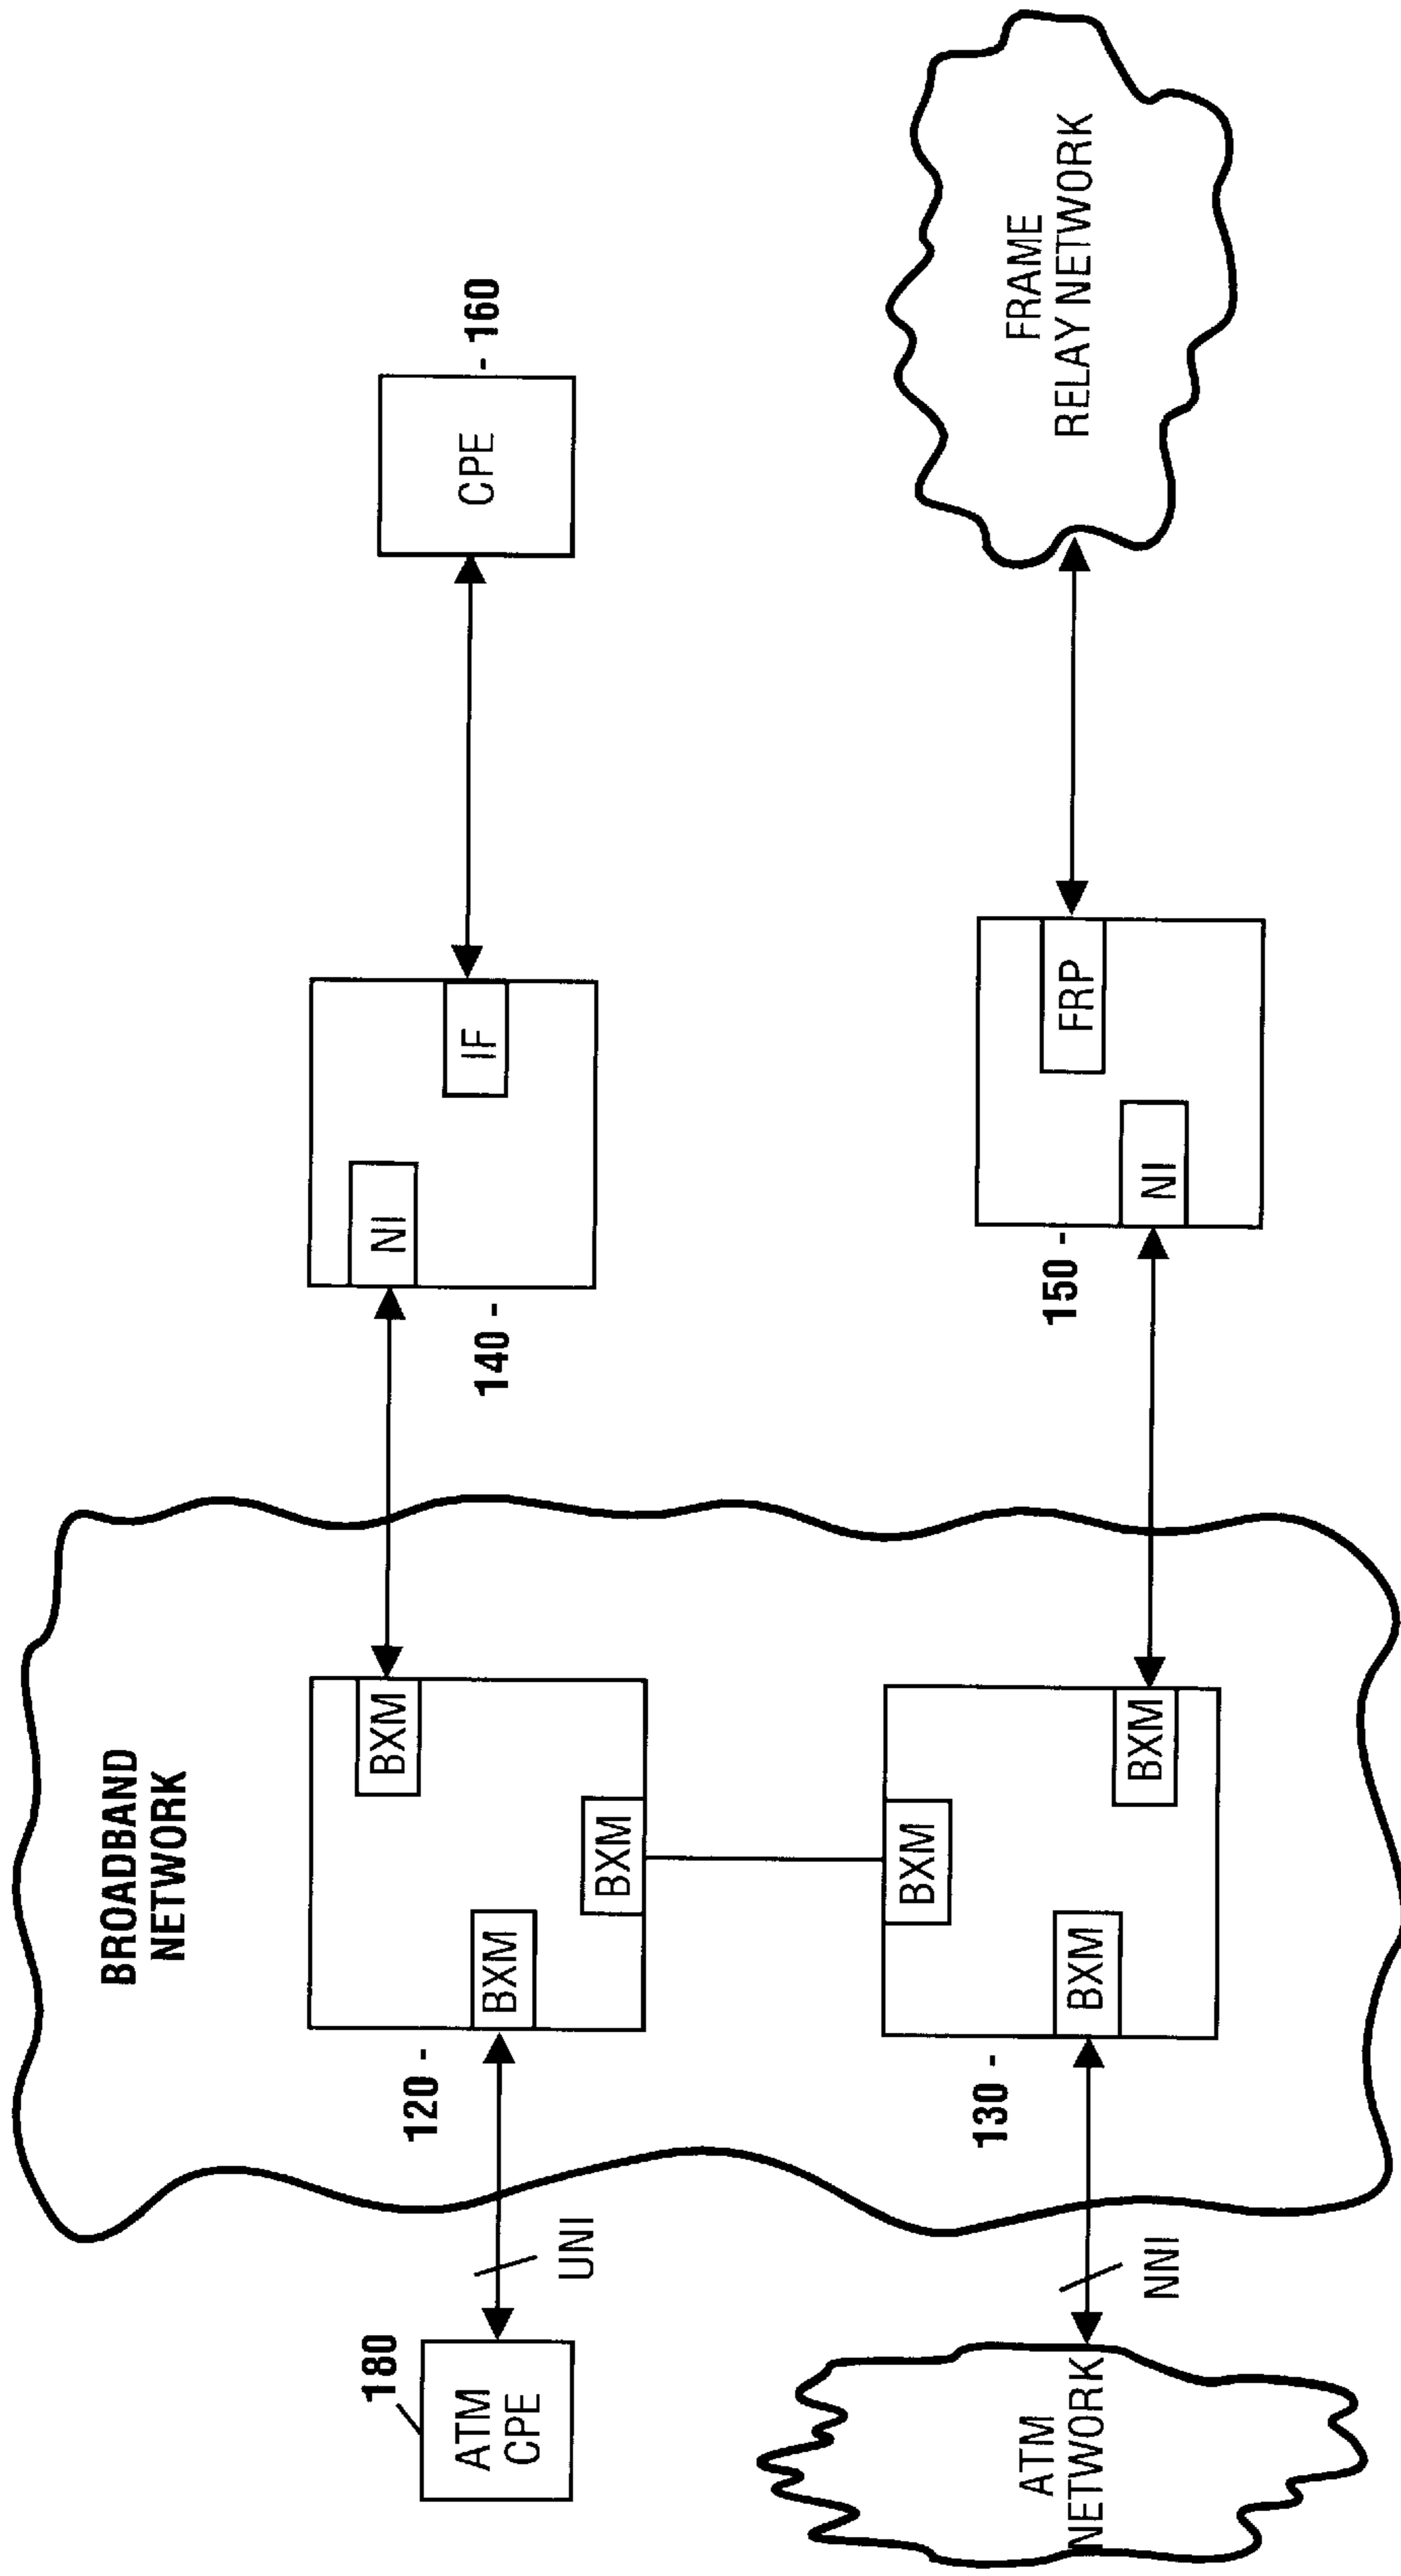 BROADBAND
NETWORK
180
ATM
CPE
UNI
120 -
BXM
BXM
BXM
140 -
NI
IF
CPE
- 160
ATM
NETWORK
NNI
130 -
BXM
BXM
BXM
150 -
NI
FRP
FRAME
RELAY NETWORK